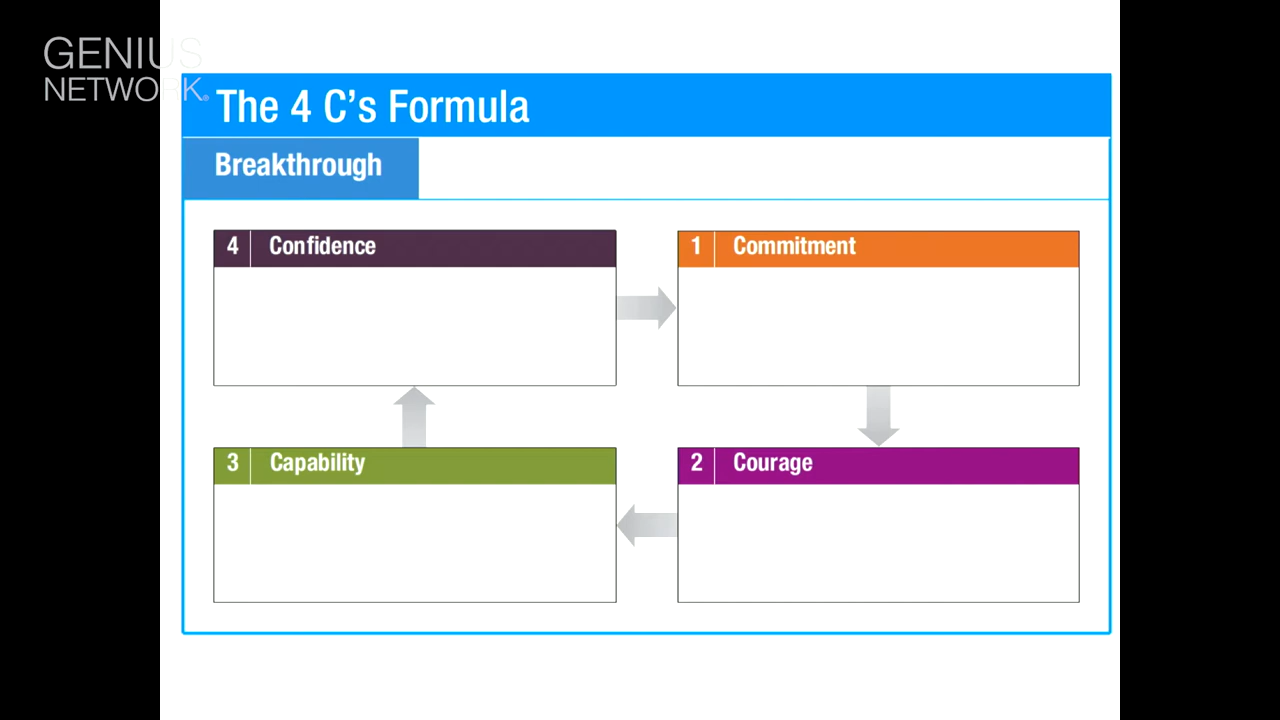 GENIUS
NETWORK®
The 4 C's Formula
Breakthrough
4 Confidence
1 Commitment
3 Capability
2 Courage